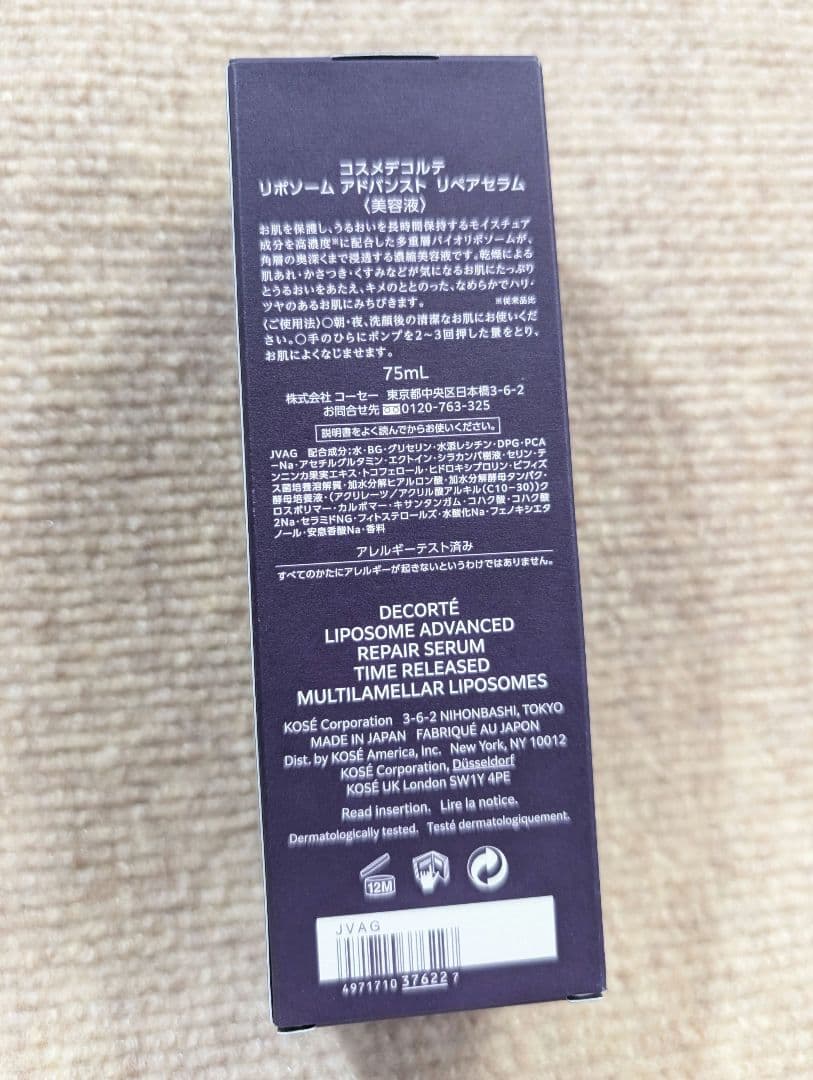 コスメデコルテ
リポソーム アドバンスト リペアセラム
〈美容液〉
お肌を保護し、うるおいを長時間保持するモイスチュア
成分を高濃度※に配合した多重層バイオリポソームが、
角層の奥深くまで浸透する濃縮美容液です。乾燥による
肌あれ・かさつき・くすみなどが気になるお肌にたっぷり
とうるおいをあたえ、キメのととのった、なめらかでハリ・
ツヤのあるお肌にみちびきます。 ※従来品比
〈ご使用法〉○朝・夜、洗顔後の清潔なお肌にお使いくだ
さい。○手のひらにポンプを2~3回押した量をとり、
お肌によくなじませます。
75mL
株式会社 コーセー 東京都中央区日本橋3-6-2
お問合せ先 0120-763-325
説明書をよく読んでからお使いください。
JVAG 配合成分:水・BG・グリセリン・水添レシチン・DPG・PCA
-Na・アセチルグルタミン・エクトイン・シラカンバ樹液・セリン・テ
ンニンカ果実エキス・トコフェロール・ヒドロキシプロリン・ビフィズ
ス菌培養溶解質・加水分解ヒアルロン酸・加水分解酵母タンパク・
酵母培養液・(アクリレーツ/アクリル酸アルキル(C10-30))ク
ロスポリマー・カルボマー・キサンタンガム・コハク酸・コハク酸
2Na・セラミドNG・フィトステロールズ・水酸化Na・フェノキシエタ
ノール・安息香酸Na・香料
アレルギーテスト済み
すべてのかたにアレルギーが起きないというわけではありません。
DECORTÉ
LIPOSOME ADVANCED
REPAIR SERUM
TIME RELEASED
MULTILAMELLAR LIPOSOMES
KOSÉ Corporation 3-6-2 NIHONBASHI, TOKYO
MADE IN JAPAN FABRIQUÉ AU JAPON
Dist. by KOSÉ America, Inc. New York, NY 10012
KOSÉ Corporation, Düsseldorf
KOSÉ UK London SW1Y 4PE
Read insertion. Lire la notice.
Dermatologically tested. Testé dermatologiquement.
12M
JVAG
4971710 376227